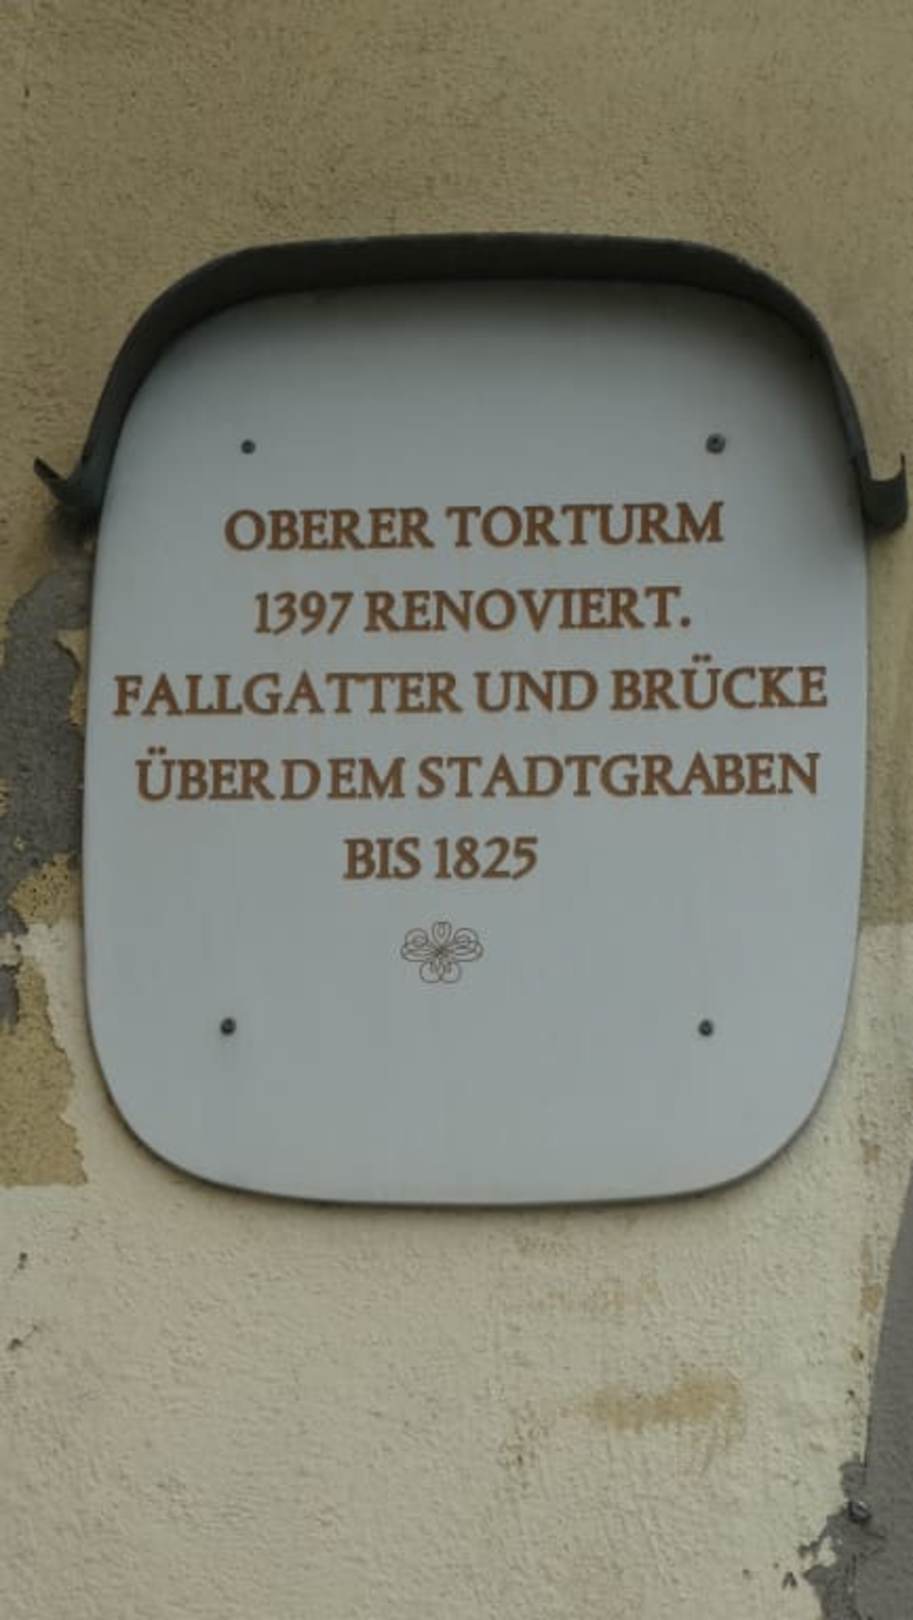 OBERER TORTURM
1397 RENOVIERT.
FALLGATTER UND BRÜCKE
ÜBER DEM STADTGRABEN
BIS 1825